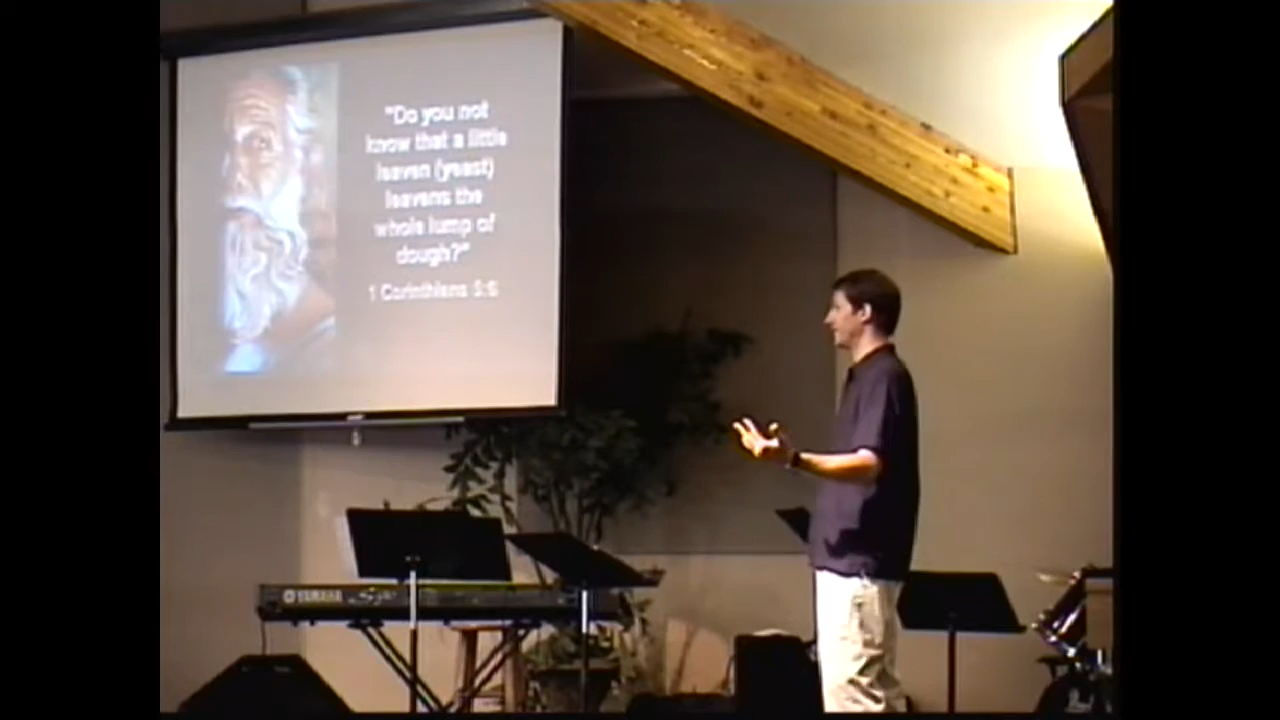 "Do you not
know that a little
leaven (yeast)
leavens the
whole lump of
dough?"
1 Corinthians 5:6
YAMAHA